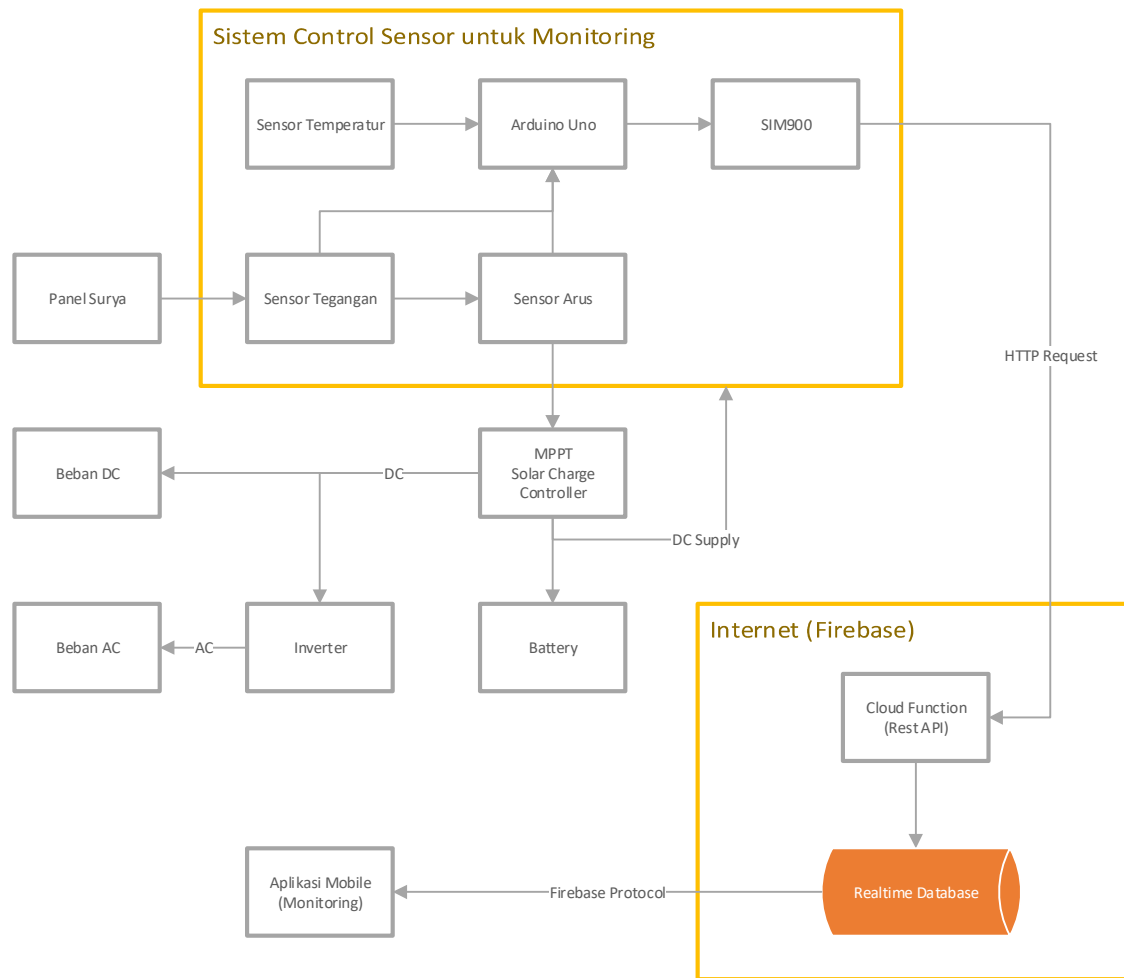 Sistem Control Sensor untuk Monitoring
Sensor Temperatur
Arduino Uno
SIM900
Panel Surya
Sensor Tegangan
Sensor Arus
HTTP Request
Beban DC
DC
MPPT
Solar Charge
Controller
DC Supply
Beban AC
AC
Inverter
Battery
Internet (Firebase)
Cloud Function
(Rest API)
Aplikasi Mobile
(Monitoring)
Firebase Protocol
Realtime Database